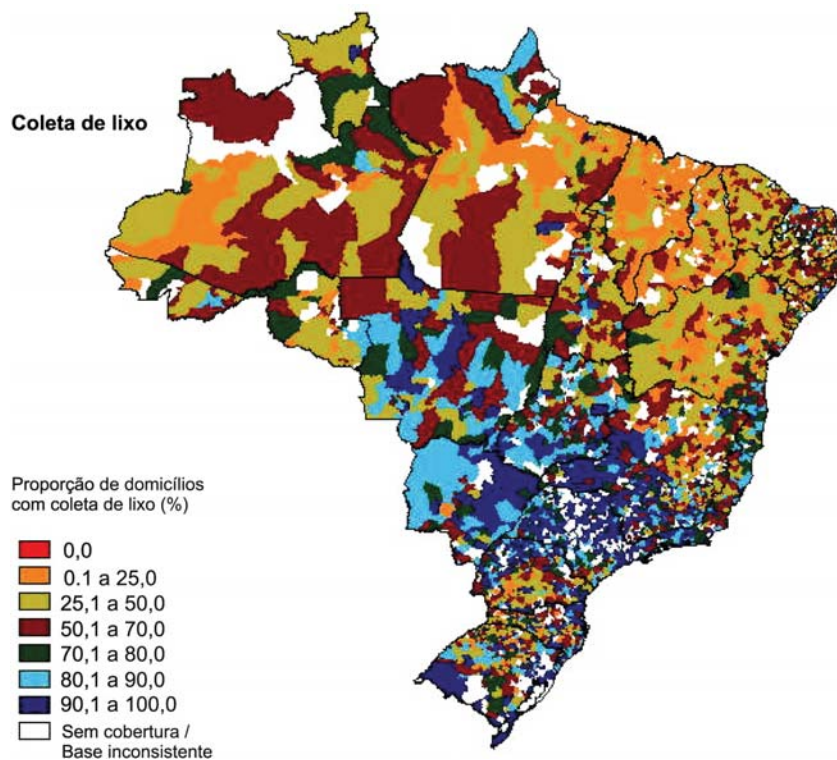 Coleta de lixo
Proporção de domicílios
com coleta de lixo (%)
0,0
0.1 a 25,0
25,1 a 50,0
50,1 a 70,0
70,1 a 80,0
80,1 a 90,0
90,1 a 100,0
Sem cobertura /
Base inconsistente